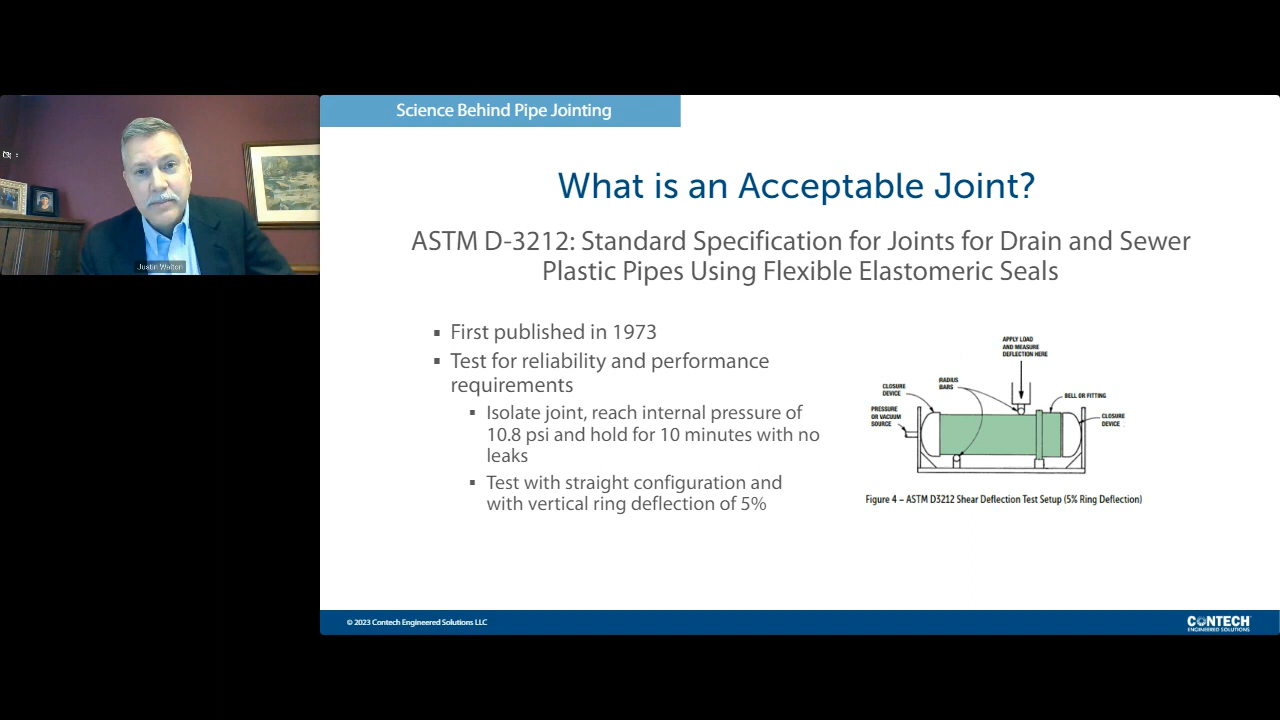 Science Behind Pipe Jointing
What is an Acceptable Joint?
ASTM D-3212: Standard Specification for Joints for Drain and Sewer
Plastic Pipes Using Flexible Elastomeric Seals
▪ First published in 1973
▪ Test for reliability and performance
requirements
▪ Isolate joint, reach internal pressure of
10.8 psi and hold for 10 minutes with no
leaks
▪ Test with straight configuration and
with vertical ring deflection of 5%
APPLY LOAD
AND MEASURE
DEFLECTION HERE
RADIUS
BARS
CLOSURE
DEVICE
BELL OR FITTING
PRESSURE
OR VACUUM
SOURCE
CLOSURE
DEVICE
Figure 4 – ASTM D3212 Shear Deflection Test Setup (5% Ring Deflection)
Justin Walton
© 2023 Contech Engineered Solutions LLC
CONTECH
ENGINEERED SOLUTIONS